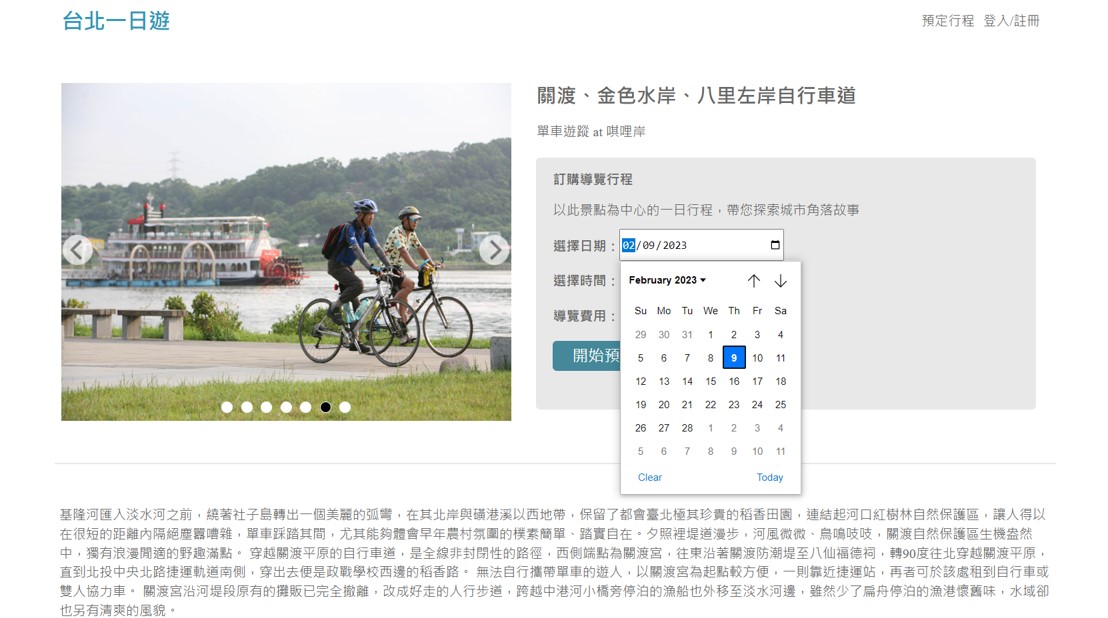 台北一日遊
預定行程 登入/註冊
關渡、金色水岸、八里左岸自行車道
單車遊蹤 at 唭哩岸
訂購導覽行程
以此景點為中心的一日行程，帶您探索城市角落故事
選擇日期：02/09/2023
選擇時間：
導覽費用：
開始預
February 2023
Su Mo Tu We Th Fr Sa
29 30 31 1 2 3 4
5 6 7 8 9 10 11
12 13 14 15 16 17 18
19 20 21 22 23 24 25
26 27 28 1 2 3 4
5 6 7 8 9 10 11
Clear Today
基隆河匯入淡水河之前，繞著社子島轉出一個美麗的弧彎，在其北岸與磺港溪以西地帶，保留了都會臺北極其珍貴的稻香田園，連結起河口紅樹林自然保護區，讓人得以
在很短的距離內隔絕塵囂嘈雜，單車踩踏其間，尤其能夠體會早年農村氛圍的樸素簡單、踏實自在。夕照裡堤道漫步，河風微微、鳥鳴吱吱，關渡自然保護區生機盎然
中，獨有浪漫閒適的野趣滿點。 穿越關渡平原的自行車道，是全線非封閉性的路徑，西側端點為關渡宮，往東沿著關渡防潮堤至八仙福德祠，轉90度往北穿越關渡平原，
直到北投中央北路捷運軌道南側，穿出去便是政戰學校西邊的稻香路。 無法自行攜帶單車的遊人，以關渡宮為起點較方便，一則靠近捷運站，再者可於該處租到自行車或
雙人協力車。 關渡宮沿河堤段原有的攤販已完全撤離，改成好走的人行步道，跨越中港河小橋旁停泊的漁船也外移至淡水河邊，雖然少了扁舟停泊的漁港懷舊味，水域卻
也另有清爽的風貌。